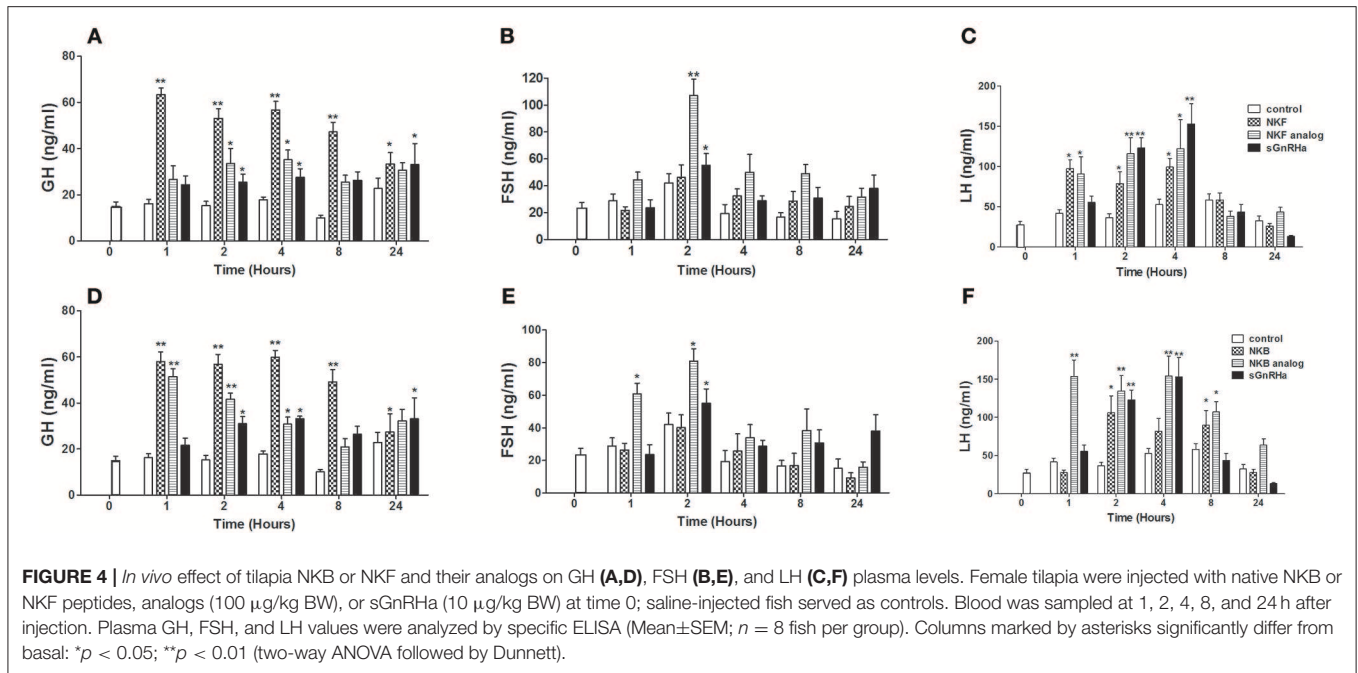 A
GH (ng/ml)
80
60
40
20
0
** ** ** ** * * * * * *
0 1 2 4 8 24
Time (Hours)
B
FSH (ng/ml)
120
100
80
60
40
20
0
** *
0 1 2 4 8 24
Time (Hours)
C
LH (ng/ml)
200
150
100
50
0
* * * ** ** * * **
0 1 2 4 8 24
Time (Hours)
control
NKF
NKF analog
sGnRHa
D
GH (ng/ml)
80
60
40
20
0
** ** ** ** * ** * * ** * *
0 1 2 4 8 24
Time (Hours)
E
FSH (ng/ml)
100
80
60
40
20
0
* * *
0 1 2 4 8 24
Time (Hours)
F
LH (ng/ml)
200
150
100
50
0
** * ** ** ** ** * *
0 1 2 4 8 24
Time (Hours)
control
NKB
NKB analog
sGnRHa
FIGURE 4 | In vivo effect of tilapia NKB or NKF and their analogs on GH (A,D), FSH (B,E), and LH (C,F) plasma levels. Female tilapia were injected with native NKB or
NKF peptides, analogs (100 μg/kg BW), or sGnRHa (10 μg/kg BW) at time 0; saline-injected fish served as controls. Blood was sampled at 1, 2, 4, 8, and 24 h after
injection. Plasma GH, FSH, and LH values were analyzed by specific ELISA (Mean±SEM; n = 8 fish per group). Columns marked by asterisks significantly differ from
basal: *p < 0.05; **p < 0.01 (two-way ANOVA followed by Dunnett).